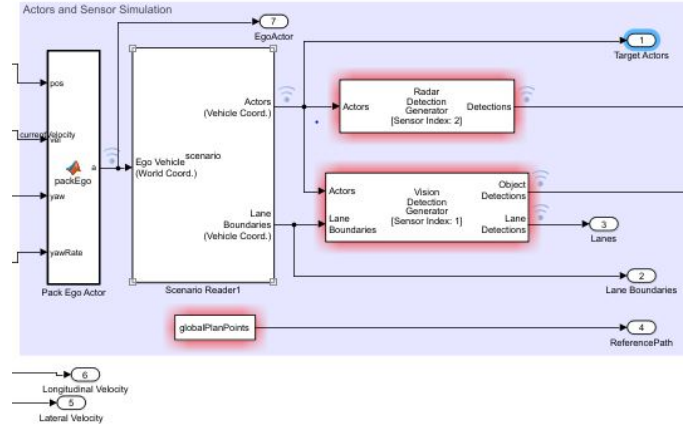 Actors and Sensor Simulation
7
EgoActor
1
Target Actors
pos
currentVelocity
vel
packEgo
a
yaw
yawRate
Pack Ego Actor
Ego Vehicle
(World Coord.)
scenario
Actors
(Vehicle Coord.)
Lane
Boundaries
(Vehicle Coord.)
Scenario Reader1
Actors
Radar
Detection
Generator
[Sensor Index: 2]
Detections
Actors
Lane
Boundaries
Vision
Detection
Generator
[Sensor Index: 1]
Object
Detections
Lane
Detections
3
Lanes
2
Lane Boundaries
globalPlanPoints
4
ReferencePath
6
Longitudinal Velocity
5
Lateral Velocity